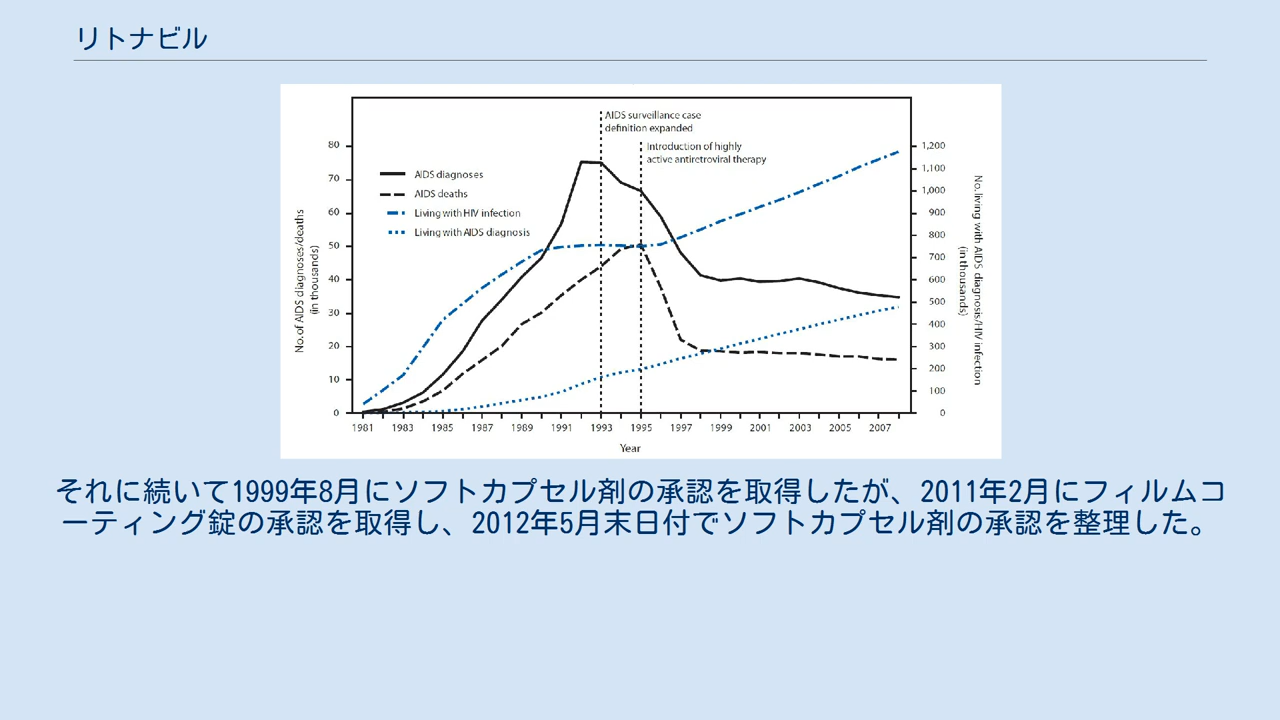 リトナビル
AIDS surveillance case
definition expanded
Introduction of highly
active antiretroviral therapy
AIDS diagnoses
AIDS deaths
Living with HIV infection
Living with AIDS diagnosis
No. of AIDS diagnoses/deaths
(in thousands)
80
70
60
50
40
30
20
10
0
1,200
1,100
1,000
900
800
700
600
500
400
300
200
100
0
No. living with AIDS diagnosis/HIV infection
(in thousands)
1981 1983 1985 1987 1989 1991 1993 1995 1997 1999 2001 2003 2005 2007
Year
それに続いて1999年8月にソフトカプセル剤の承認を取得したが、2011年2月にフィルムコ
ーティング錠の承認を取得し、2012年5月末日付でソフトカプセル剤の承認を整理した。